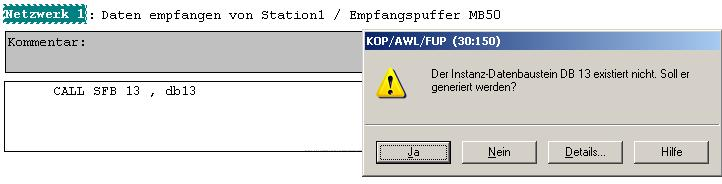 Netzwerk 1: Daten empfangen von Station1 / Empfangspuffer MB50
Kommentar:
CALL SFB 13 , db13
KOP/AWL/FUP (30:150)
Der Instanz-Datenbaustein DB 13 existiert nicht. Soll er
generiert werden?
Ja
Nein
Details...
Hilfe